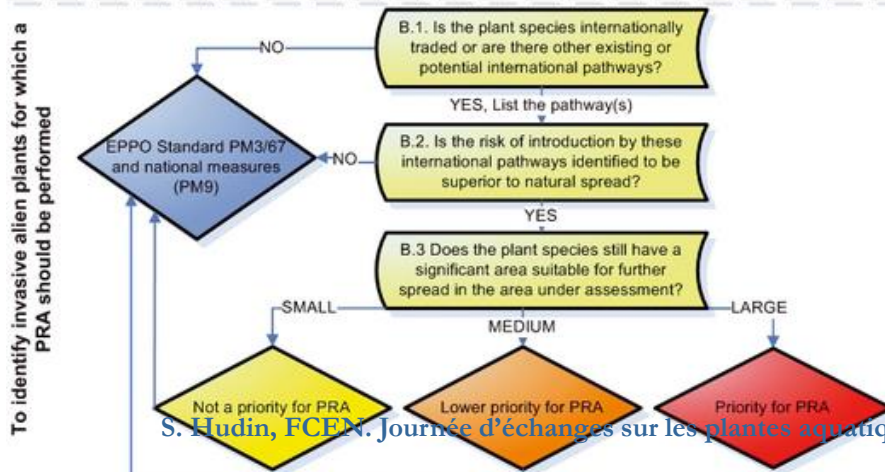 To identify invasive alien plants for which a
PRA should be performed
B.1. Is the plant species internationally
traded or are there other existing or
potential international pathways?
NO
YES, List the pathway(s)
EPPO Standard PM3/67
and national measures
(PM9)
NO
B.2. Is the risk of introduction by these
international pathways identified to be
superior to natural spread?
YES
B.3 Does the plant species still have a
significant area suitable for further
spread in the area under assessment?
SMALL
MEDIUM
LARGE
Not a priority for PRA
Lower priority for PRA
Priority for PRA
S. Hudin, FCEN. Journée d’échanges sur les plantes aquatiq